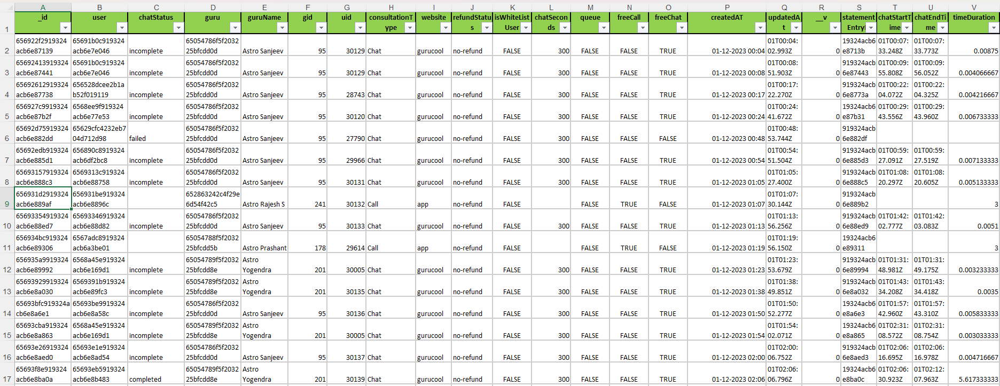 A B C D E F G H I J K L M N O P Q R S T U V
_id user chatStatus guru guruName gid uid consultationT website refundStatu isWhiteList chatSecon queue freeCall freeChat createdAT updatedA __v statement chatStartT chatEndTi timeDuration
1 ype s User ds t EntryI ime me
656922f2919324 65691b0c919324 65054786f5f2032 01T00:04: 19324acb6 01T00:07: 01T00:07:
2 acb6e87139 acb6e7e046 incomplete 25bfcdd0d Astro Sanjeev 95 30129 Chat gurucool no-refund FALSE 300 FALSE FALSE TRUE 01-12-2023 00:04 02.993Z 0 e8713b 33.248Z 33.773Z 0.00875
65692413919324 65691b0c919324 65054786f5f2032 01T00:08: 919324acb 01T00:09: 01T00:09:
3 acb6e87441 acb6e7e046 incomplete 25bfcdd0d Astro Sanjeev 95 30129 Chat gurucool no-refund FALSE 300 FALSE FALSE TRUE 01-12-2023 00:08 51.903Z 0 6e87443 55.808Z 56.052Z 0.004066667
65692612919324 656528dcee2b1a 65054786f5f2032 01T00:17: 919324acb 01T00:22: 01T00:22:
4 acb6e87738 b52f019119 incomplete 25bfcdd0d Astro Sanjeev 95 28743 Chat gurucool no-refund FALSE 300 FALSE FALSE TRUE 01-12-2023 00:17 22.270Z 0 6e8773a 04.072Z 04.325Z 0.004216667
656927c9919324 6568ee9f919324 65054786f5f2032 01T00:24: 919324acb6 01T00:29: 01T00:29:
5 acb6e87b2f acb6e77e53 incomplete 25bfcdd0d Astro Sanjeev 95 30120 Chat gurucool no-refund FALSE 300 FALSE FALSE TRUE 01-12-2023 00:24 41.672Z 0 e87b31 43.556Z 43.960Z 0.006733333
65692d75919324 65629cfc4232eb7 65054786f5f2032 01T00:48: 919324acb
6 acb6e882dd 04d712d98 failed 25bfcdd0d Astro Sanjeev 95 27790 Chat gurucool no-refund FALSE 300 FALSE FALSE FALSE 01-12-2023 00:48 53.744Z 0 6e882df
65692edb919324 656890c8919324 65054786f5f2032 01T00:54: 919324acb 01T00:59: 01T00:59:
7 acb6e885d1 acb6df2bc8 incomplete 25bfcdd0d Astro Sanjeev 95 29966 Chat gurucool no-refund FALSE 300 FALSE FALSE TRUE 01-12-2023 00:54 51.504Z 0 6e885d3 27.091Z 27.519Z 0.007133333
65693157919324 6569313c919324 65054786f5f2032 01T01:05: 919324acb 01T01:08: 01T01:08:
8 acb6e888c3 acb6e88758 incomplete 25bfcdd0d Astro Sanjeev 95 30131 Chat gurucool no-refund FALSE 300 FALSE FALSE TRUE 01-12-2023 01:05 27.400Z 0 6e888c5 20.297Z 20.605Z 0.005133333
656931d2919324 656931be919324 652863242c4f29e 01T01:07: 919324acb
9 acb6e889af acb6e8896c 6d54f42c5 Astro Rajesh S 241 30132 Call app no-refund FALSE FALSE TRUE FALSE 01-12-2023 01:07 30.144Z 0 6e889b2 3
65693354919324 65693346919324 65054786f5f2032 01T01:13: 919324acb 01T01:42: 01T01:42:
10 acb6e88ed7 acb6e88d82 incomplete 25bfcdd0d Astro Sanjeev 95 30133 Chat gurucool no-refund FALSE 300 FALSE FALSE TRUE 01-12-2023 01:13 56.256Z 0 6e88ed9 02.777Z 03.083Z 0.0051
656934bc919324 6567adc8919324 65054788f5f2032 01T01:19: 19324acb6
11 acb6e89306 acb6a3be01 25bfcdd5b Astro Prashant 178 29614 Call app no-refund FALSE FALSE TRUE FALSE 01-12-2023 01:19 56.150Z 0 e89311 3
656935a9919324 6568a45e919324 65054789f5f2032 Astro 01T01:23: 919324acb 01T01:31: 01T01:31:
12 acb6e89992 acb6e169d1 incomplete 25bfcdd8e Yogendra 201 30005 Chat gurucool no-refund FALSE 300 FALSE FALSE TRUE 01-12-2023 01:23 53.679Z 0 6e89994 48.981Z 49.175Z 0.003233333
65693929919324 6569391b919324 65054789f5f2032 Astro 01T01:38: 919324acb 01T01:43: 01T01:43:
13 acb6e8a030 acb6e89fc3 incomplete 25bfcdd8e Yogendra 201 30135 Chat gurucool no-refund FALSE 300 FALSE FALSE TRUE 01-12-2023 01:38 49.851Z 0 6e8a032 34.208Z 34.418Z 0.0035
65693bfc919324a 65693be9919324 65054786f5f2032 01T01:50: 19324acb6 01T01:57: 01T01:57:
14 cb6e8a6e1 acb6e8a58c incomplete 25bfcdd0d Astro Sanjeev 95 30136 Chat gurucool no-refund FALSE 300 FALSE FALSE TRUE 01-12-2023 01:50 52.277Z 0 e8a6e3 42.960Z 43.310Z 0.005833333
65693cba919324 6568a45e919324 65054789f5f2032 Astro 01T01:54: 19324acb6 01T02:31: 01T02:31:
15 acb6e8a863 acb6e169d1 incomplete 25bfcdd8e Yogendra 201 30005 Chat gurucool no-refund FALSE 300 FALSE FALSE TRUE 01-12-2023 01:54 02.071Z 0 e8a865 08.572Z 08.754Z 0.003033333
65693e26919324 65693e1e919324 65054786f5f2032 01T02:00: 919324acb 01T02:06: 01T02:06:
16 acb6e8aed0 acb6e8ad54 incomplete 25bfcdd0d Astro Sanjeev 95 30137 Chat gurucool no-refund FALSE 300 FALSE FALSE TRUE 01-12-2023 02:00 06.752Z 0 6e8aed3 16.695Z 16.978Z 0.004716667
65693f8e919324 65693eb5919324 65054789f5f2032 Astro 01T02:06: 19324acb6 01T02:06: 01T02:12:
17 acb6e8ba0a acb6e8b483 completed 25bfcdd8e Yogendra 201 30139 Chat gurucool no-refund FALSE 300 FALSE FALSE TRUE 01-12-2023 02:06 06.796Z 0 e8ba0c 30.923Z 07.963Z 5.617333333